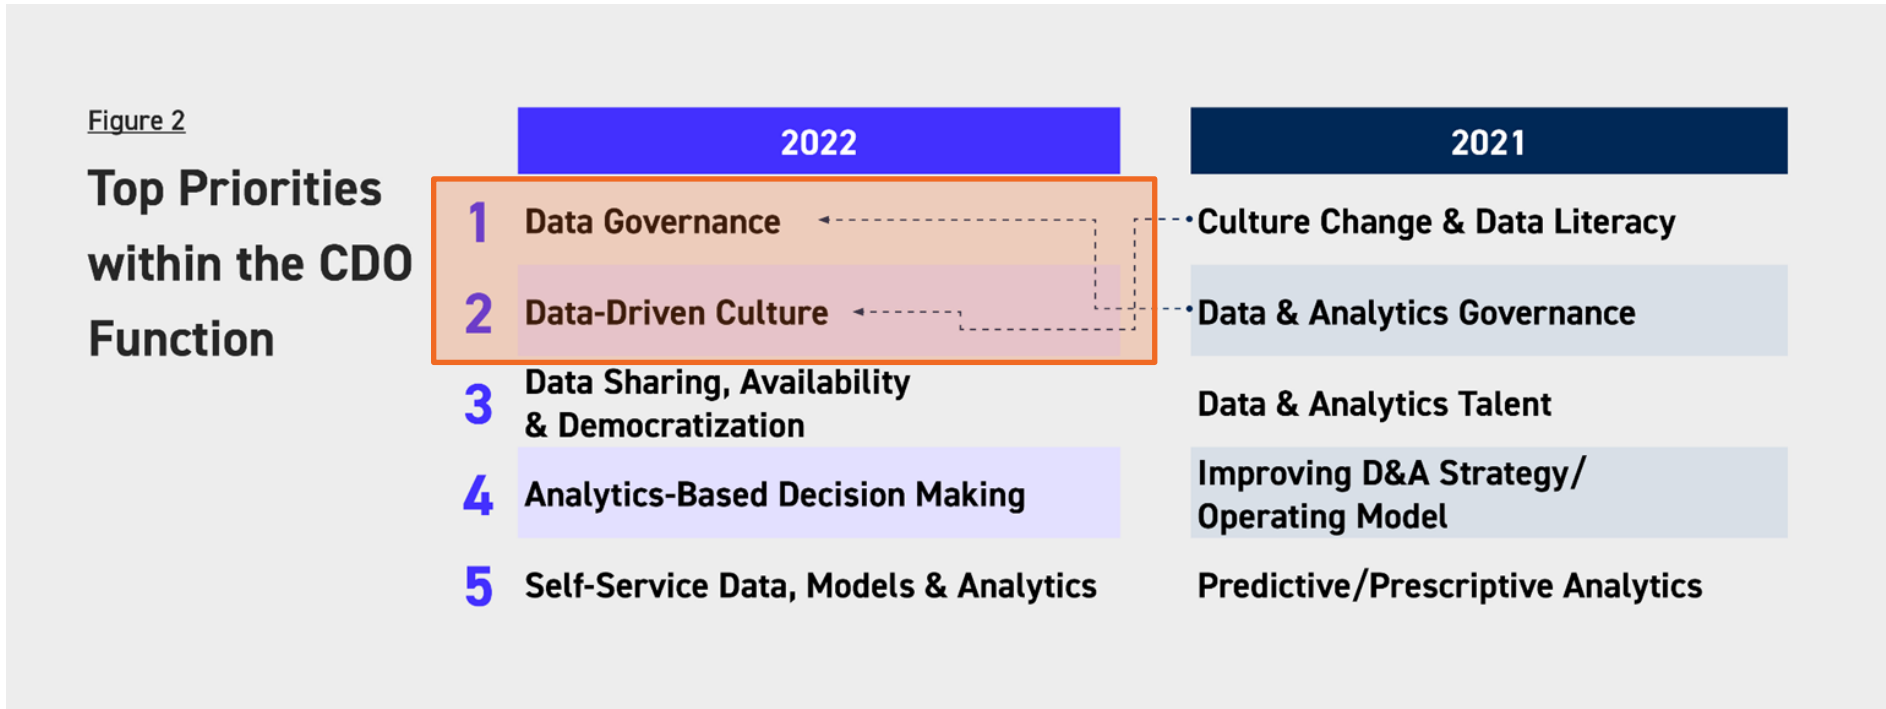 Figure 2
Top Priorities
within the CDO
Function
2022
2021
1
Data Governance
Culture Change & Data Literacy
2
Data-Driven Culture
Data & Analytics Governance
3
Data Sharing, Availability
& Democratization
Data & Analytics Talent
4
Analytics-Based Decision Making
Improving D&A Strategy/
Operating Model
5
Self-Service Data, Models & Analytics
Predictive/Prescriptive Analytics